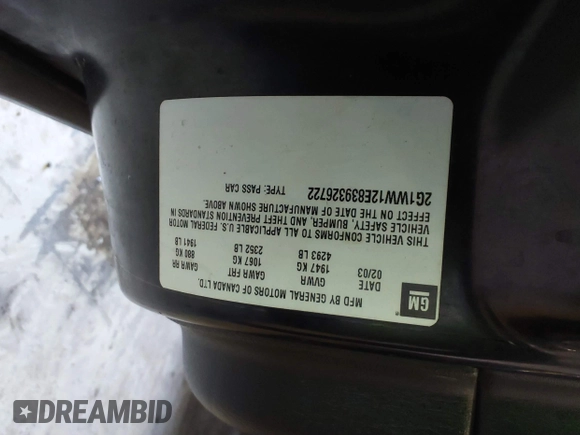 GM
MFD BY GENERAL MOTORS OF CANADA LTD.
DATE GVWR GAWR FRT GAWR RR
02/03 1947 KG 1067 KG 880 KG
4293 LB 2352 LB 1941 LB
THIS VEHICLE CONFORMS TO ALL APPLICABLE U.S. FEDERAL MOTOR
VEHICLE SAFETY, BUMPER, AND THEFT PREVENTION STANDARDS IN
EFFECT ON THE DATE OF MANUFACTURE SHOWN ABOVE.
2G1WW12E839326722 TYPE: PASS CAR
DREAMBID